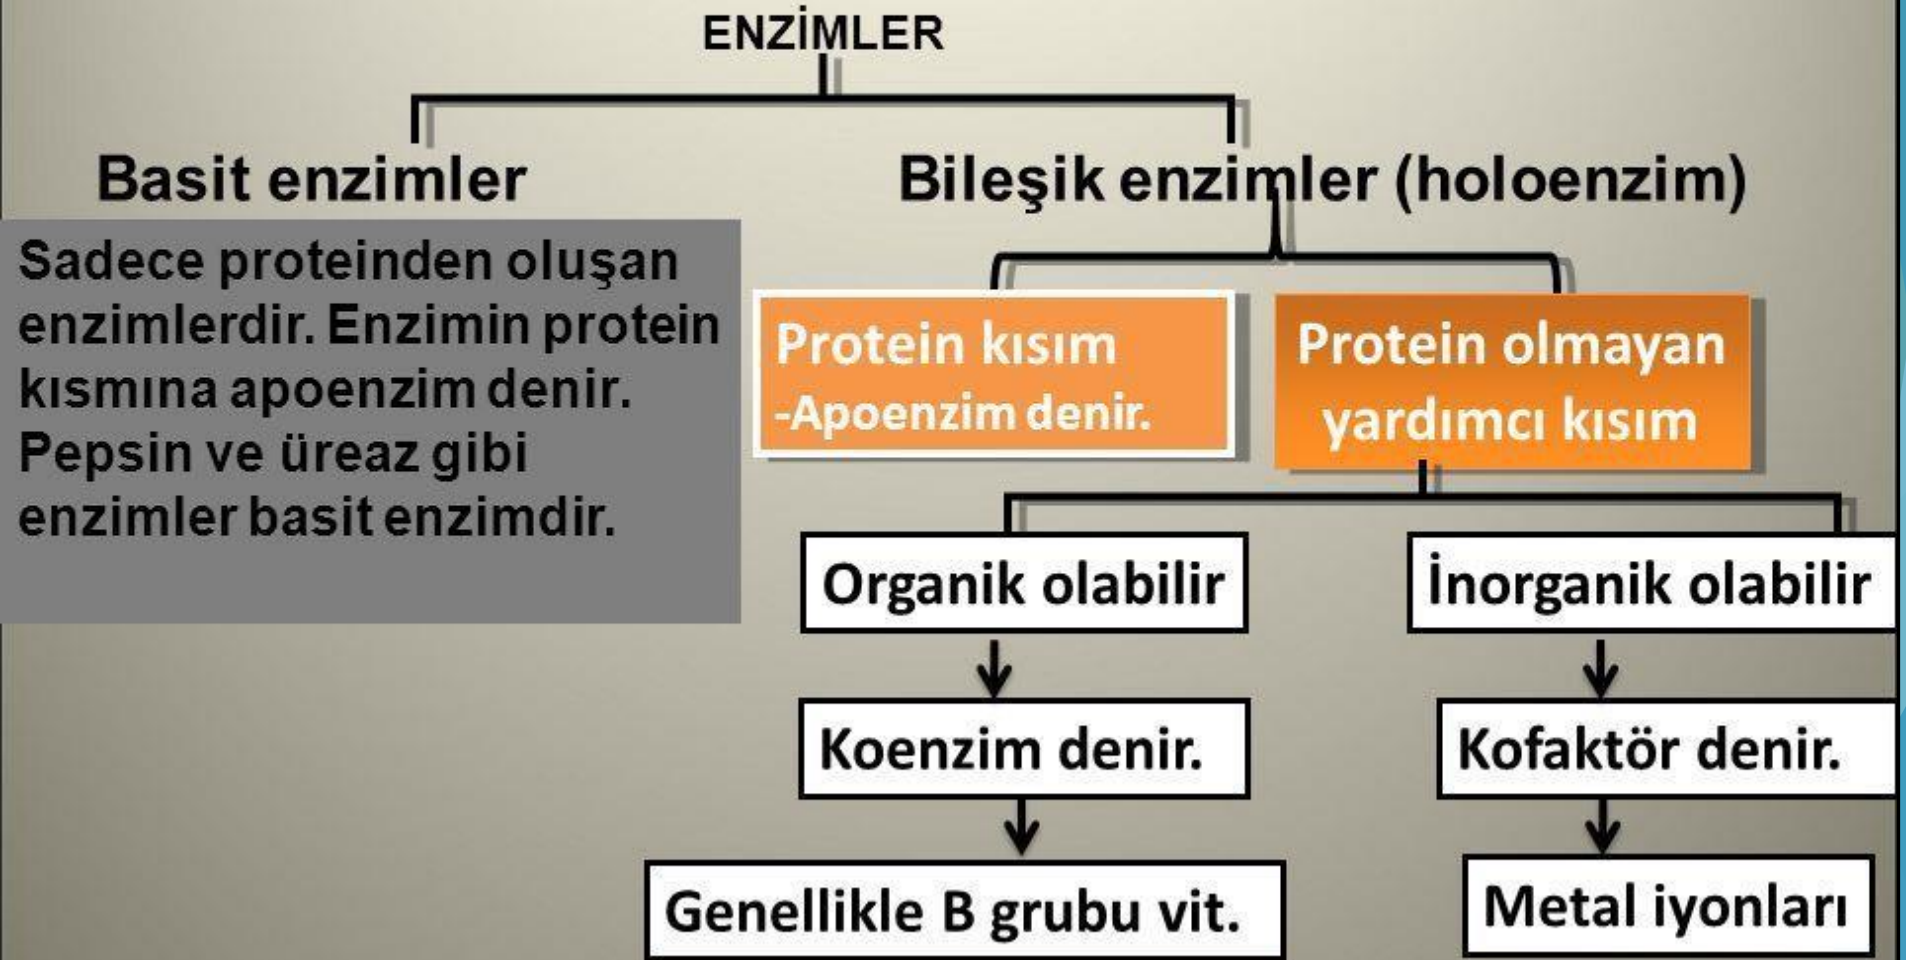 ENZİMLER
Basit enzimler
Bileşik enzimler (holoenzim)
Sadece proteinden oluşan
enzimlerdir. Enzimin protein
kısmına apoenzim denir.
Pepsin ve üreaz gibi
enzimler basit enzimdir.
Protein kısım
-Apoenzim denir.
Protein olmayan
yardımcı kısım
Organik olabilir
İnorganik olabilir
Koenzim denir.
Kofaktör denir.
Genellikle B grubu vit.
Metal iyonları